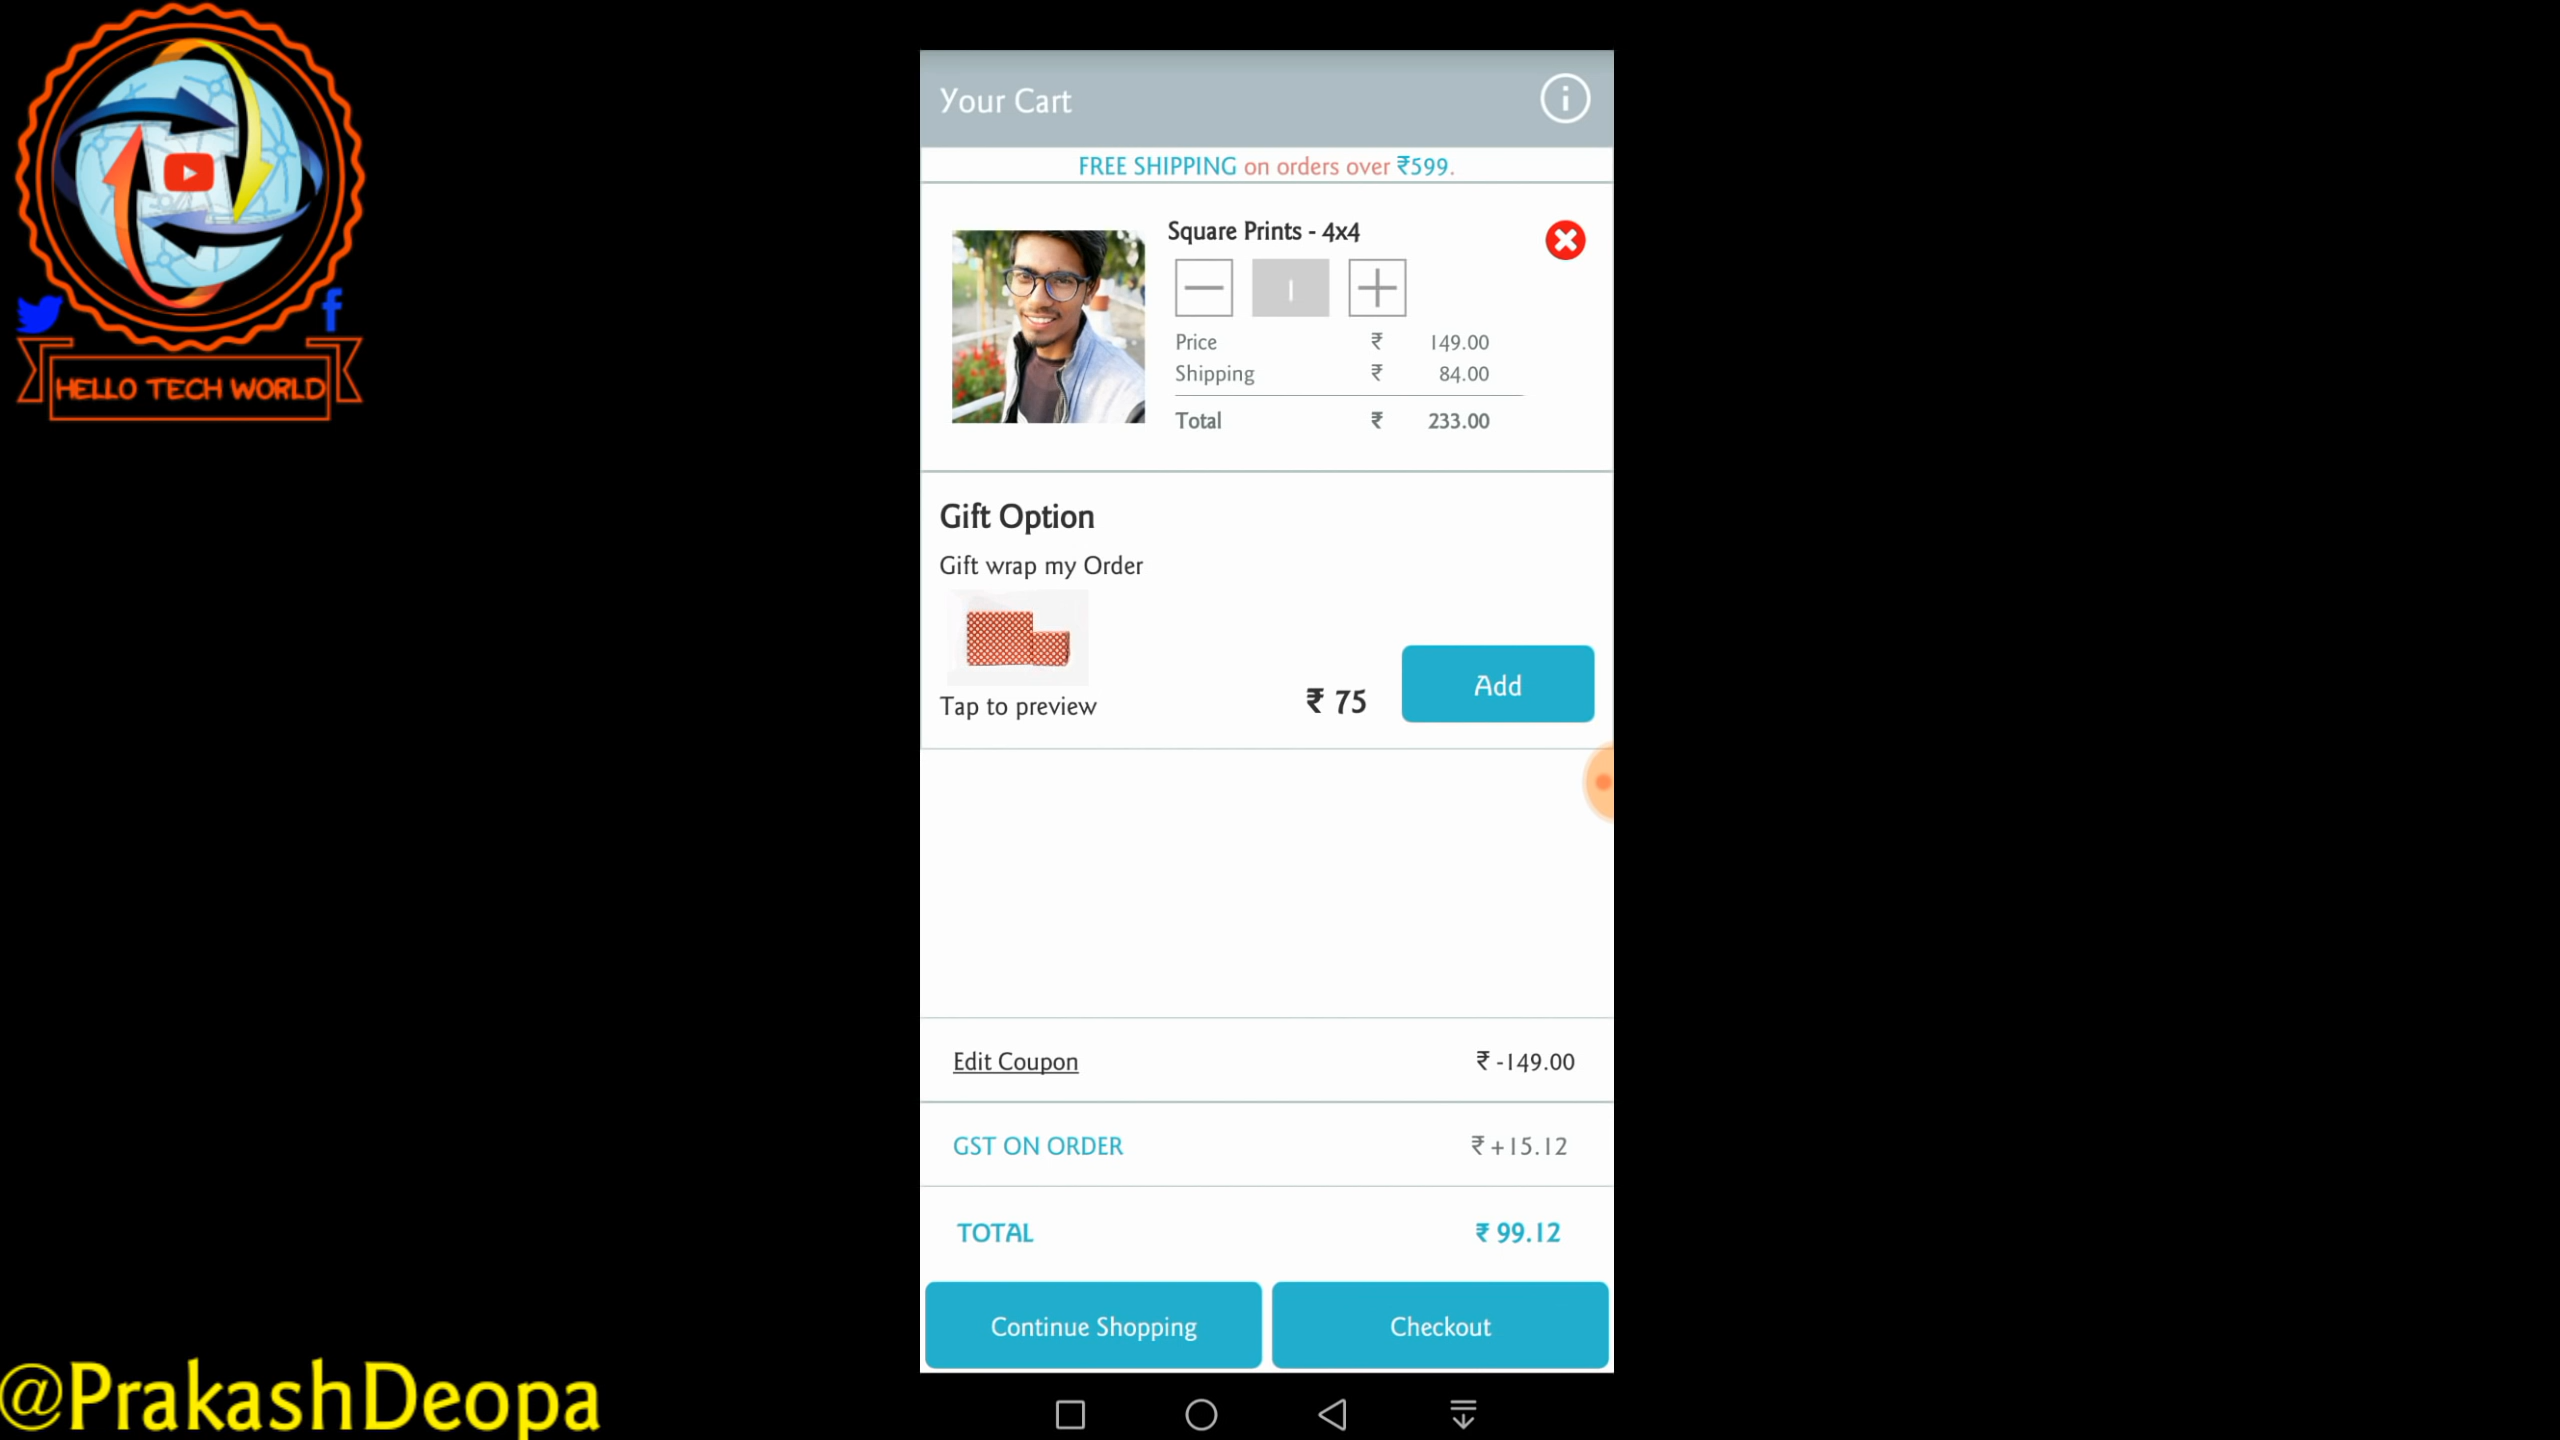 HELLO TECH WORLD
Your Cart
FREE SHIPPING on orders over ₹599.
Square Prints - 4x4
1
Price ₹ 149.00
Shipping ₹ 84.00
Total ₹ 233.00
Gift Option
Gift wrap my Order
Tap to preview
₹ 75
Add
Edit Coupon ₹ -149.00
GST ON ORDER ₹ +15.12
TOTAL ₹ 99.12
Continue Shopping
Checkout
@PrakashDeopa